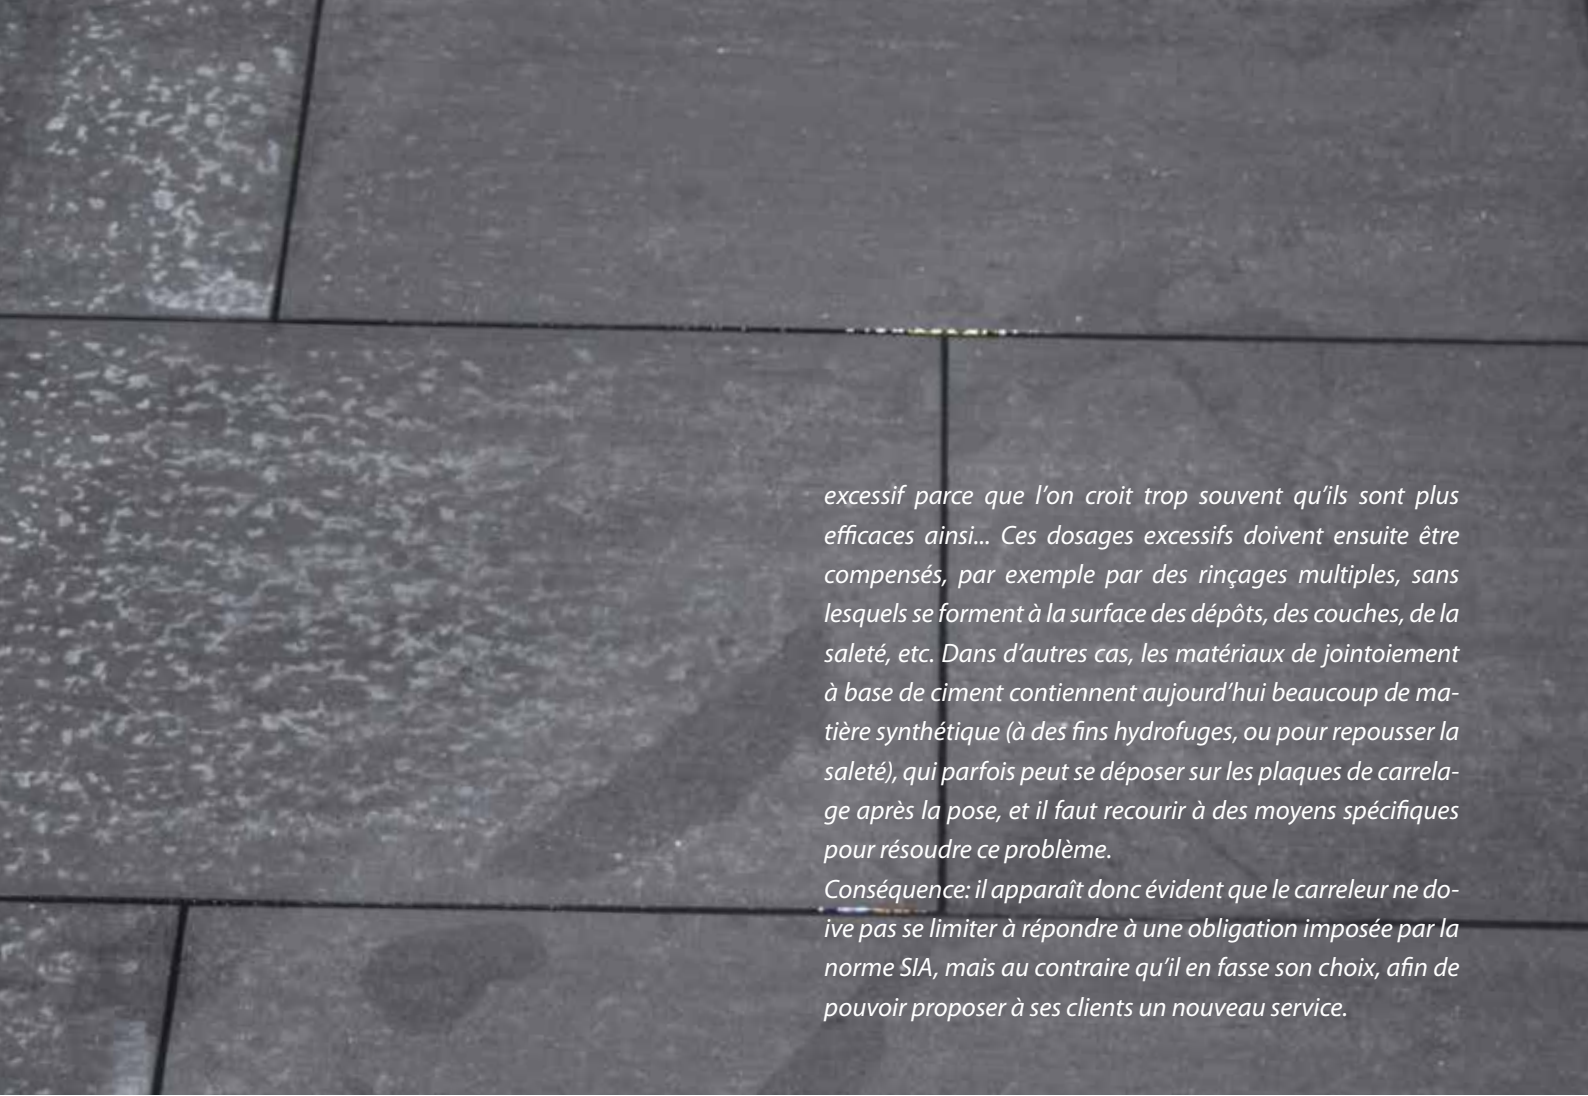 excessif parce que l’on croit trop souvent qu’ils sont plus
efficaces ainsi... Ces dosages excessifs doivent ensuite être
compensés, par exemple par des rinçages multiples, sans
lesquels se forment à la surface des dépôts, des couches, de la
saleté, etc. Dans d’autres cas, les matériaux de jointoiement
à base de ciment contiennent aujourd’hui beaucoup de ma-
tière synthétique (à des fins hydrofuges, ou pour repousser la
saleté), qui parfois peut se déposer sur les plaques de carrela-
ge après la pose, et il faut recourir à des moyens spécifiques
pour résoudre ce problème.
Conséquence: il apparaît donc évident que le carreleur ne do-
ive pas se limiter à répondre à une obligation imposée par la
norme SIA, mais au contraire qu’il en fasse son choix, afin de
pouvoir proposer à ses clients un nouveau service.